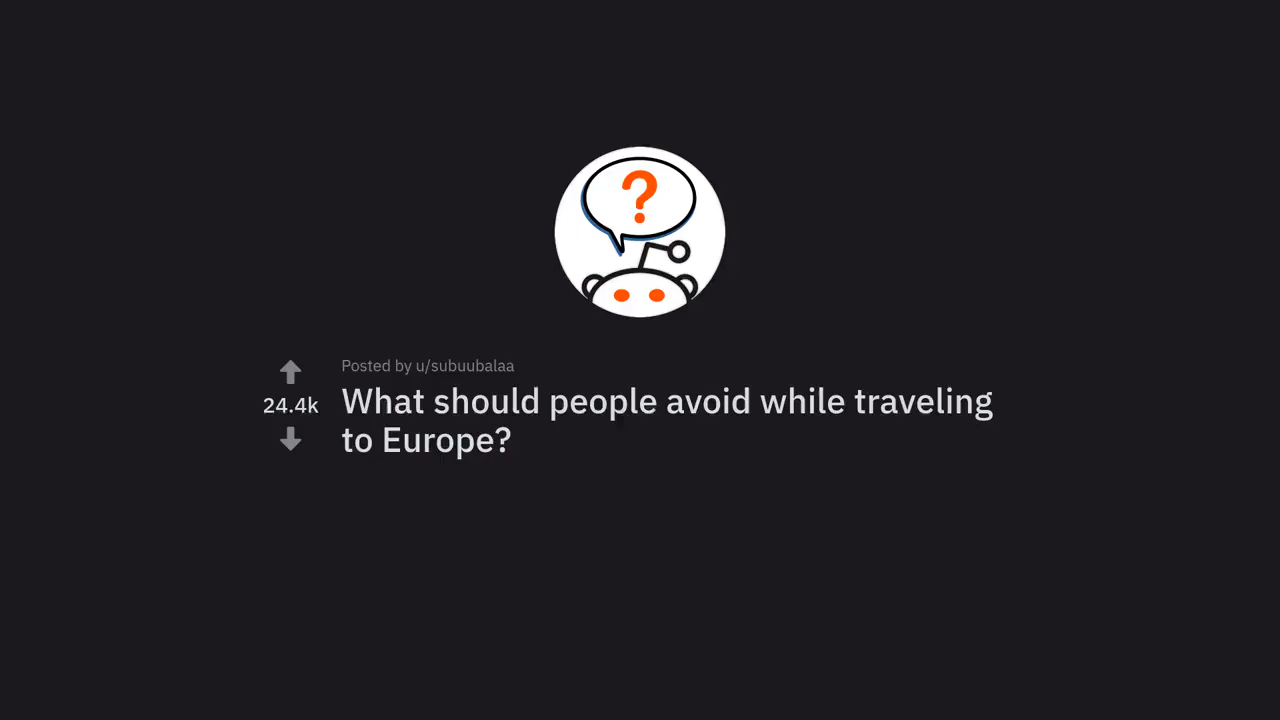 ?
Posted by u/subuubalaa
24.4k
What should people avoid while traveling
to Europe?